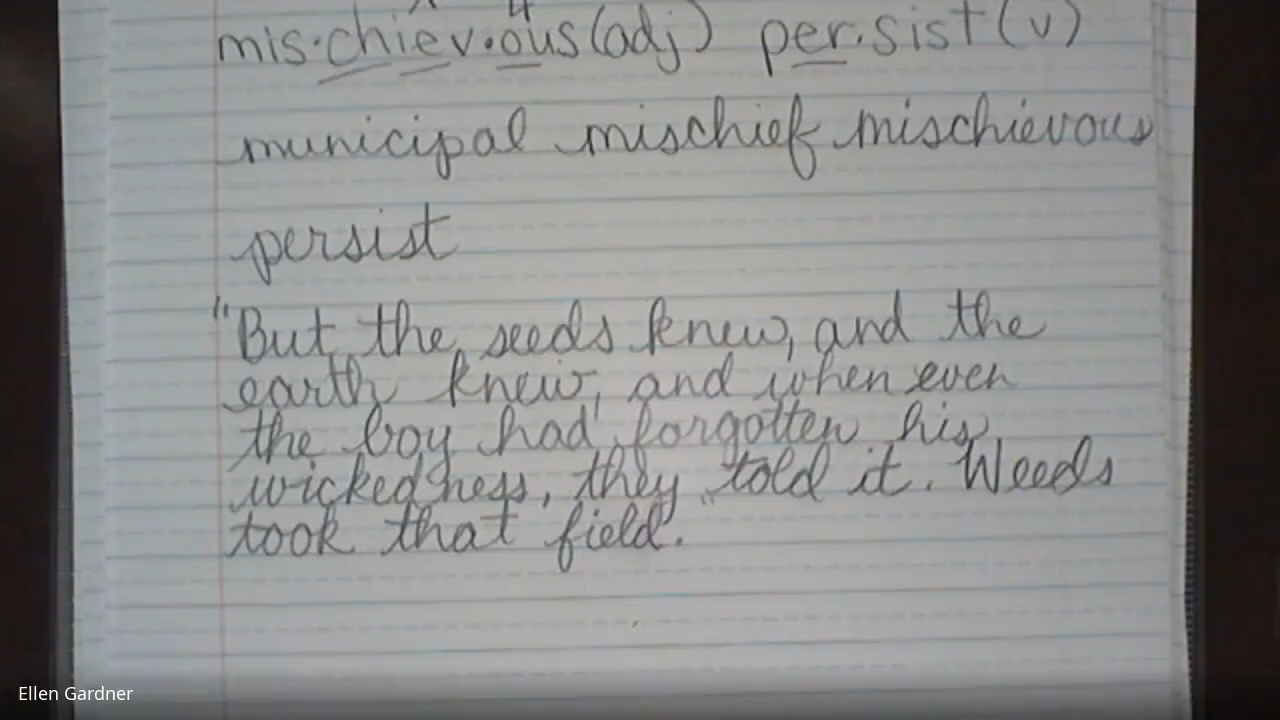 mis·chiev·ous (adj) per·sist (v)
municipal mischief mischievous
persist
"But the seeds knew, and the
earth knew, and when even
the boy had forgotten his
wickedness, they told it. Weeds
took that field."
Ellen Gardner